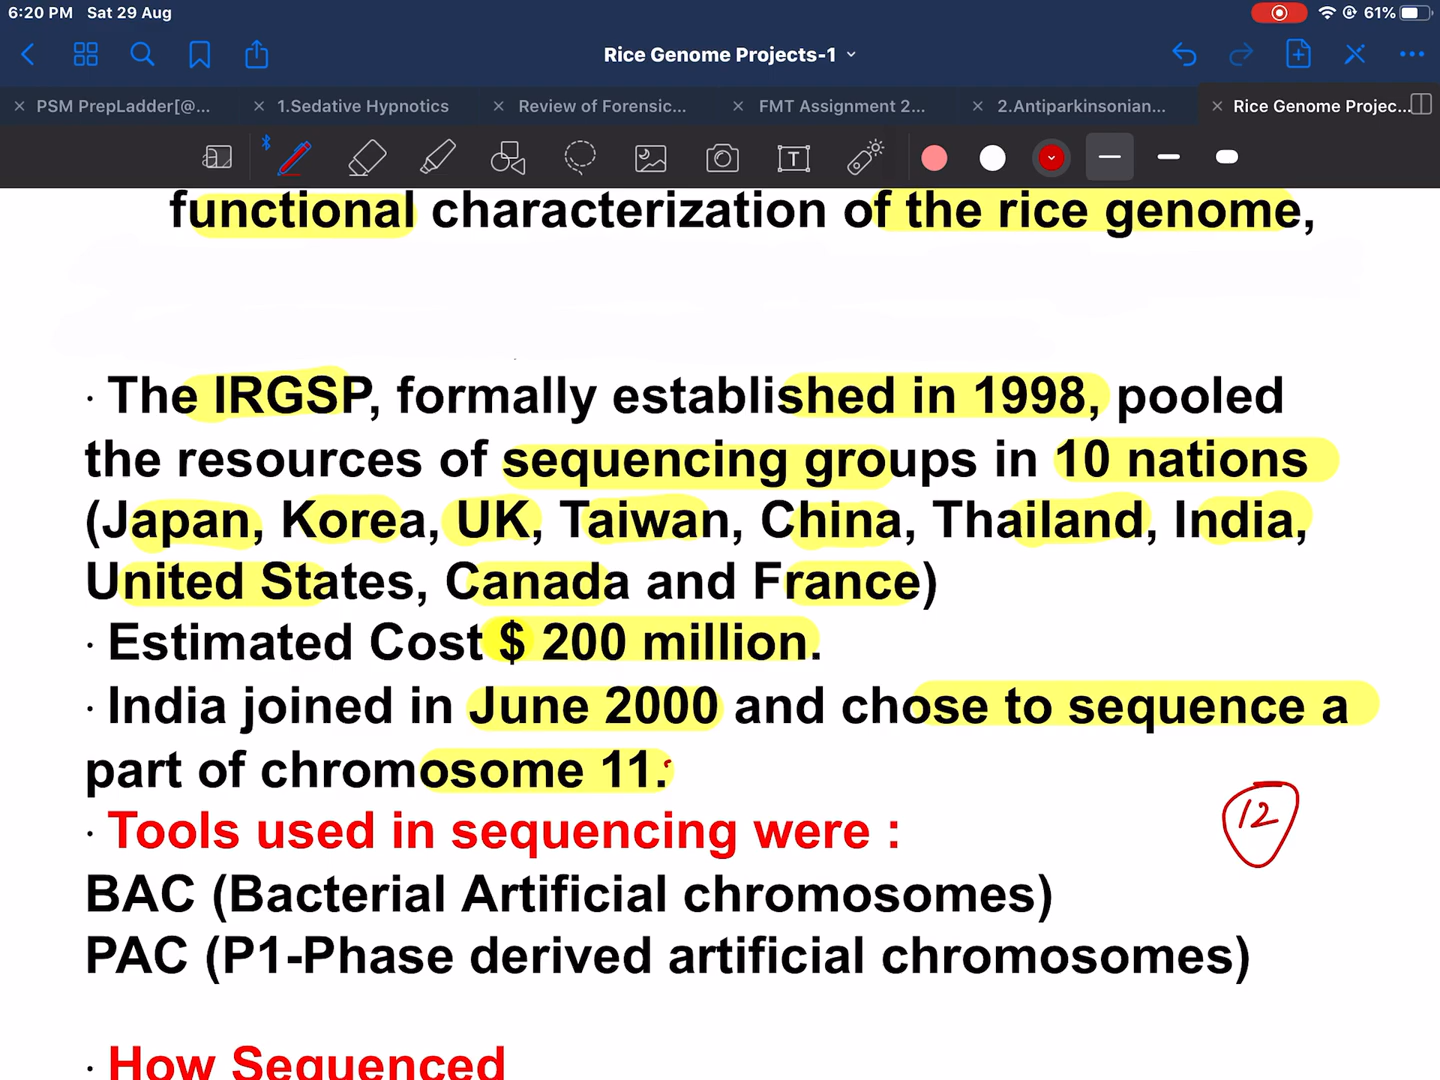 6:20 PM Sat 29 Aug
61%
Rice Genome Projects-1
PSM PrepLadder[@...
1.Sedative Hypnotics
Review of Forensic...
FMT Assignment 2...
2.Antiparkinsonian...
Rice Genome Projec...
T
functional characterization of the rice genome,
· The IRGSP, formally established in 1998, pooled
the resources of sequencing groups in 10 nations
(Japan, Korea, UK, Taiwan, China, Thailand, India,
United States, Canada and France)
· Estimated Cost $ 200 million.
· India joined in June 2000 and chose to sequence a
part of chromosome 11.
· Tools used in sequencing were :
12
BAC (Bacterial Artificial chromosomes)
PAC (P1-Phase derived artificial chromosomes)
· How Sequenced